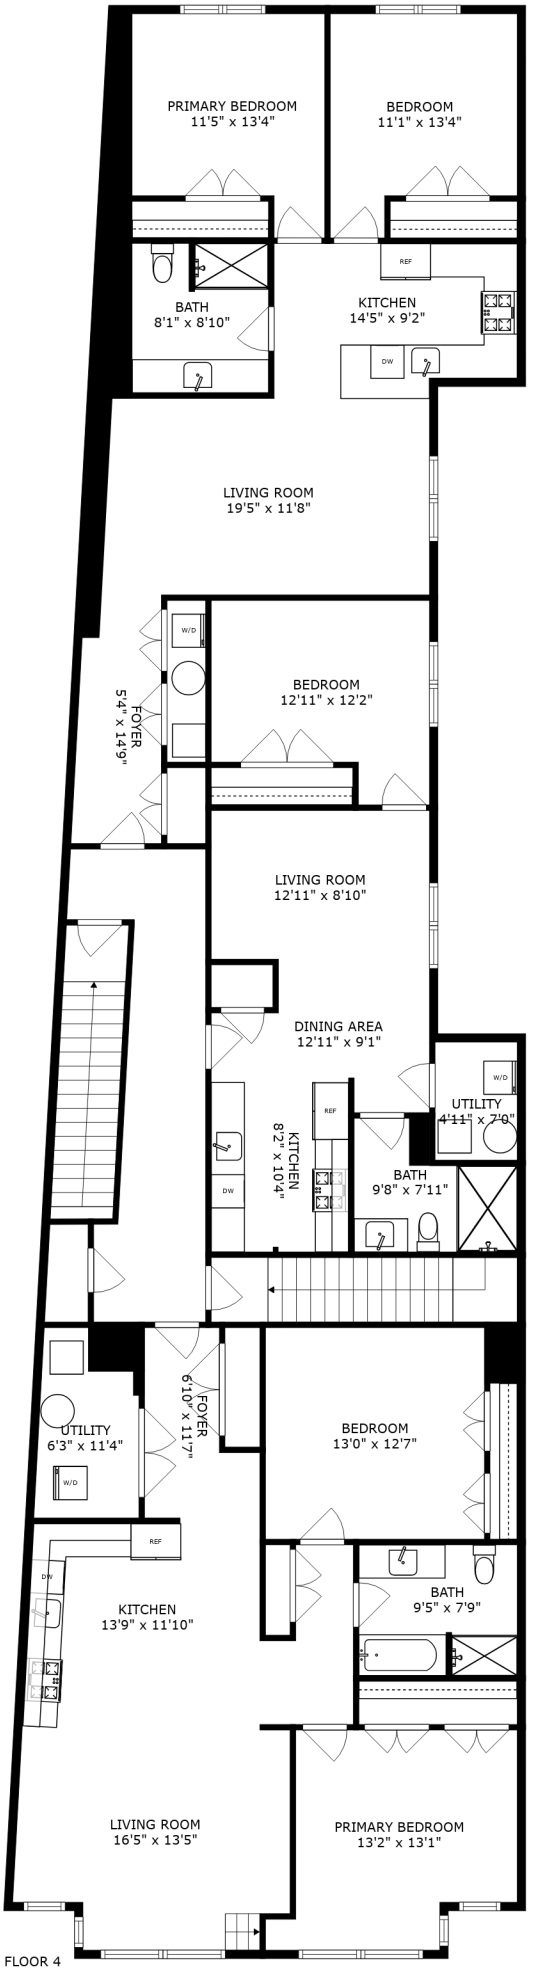 PRIMARY BEDROOM
11'5" x 13'4"
BEDROOM
11'1" x 13'4"
REF
BATH
8'1" x 8'10"
KITCHEN
14'5" x 9'2"
DW
LIVING ROOM
19'5" x 11'8"
W/D
BEDROOM
12'11" x 12'2"
FOYER
5'4" x 14'9"
LIVING ROOM
12'11" x 8'10"
DINING AREA
12'11" x 9'1"
W/D
UTILITY
4'11" x 7'0"
REF
KITCHEN
8'2" x 10'4"
DW
BATH
9'8" x 7'11"
FOYER
6'10" x 11'7"
UTILITY
6'3" x 11'4"
W/D
BEDROOM
13'0" x 12'7"
REF
DW
KITCHEN
13'9" x 11'10"
BATH
9'5" x 7'9"
LIVING ROOM
16'5" x 13'5"
PRIMARY BEDROOM
13'2" x 13'1"
FLOOR 4